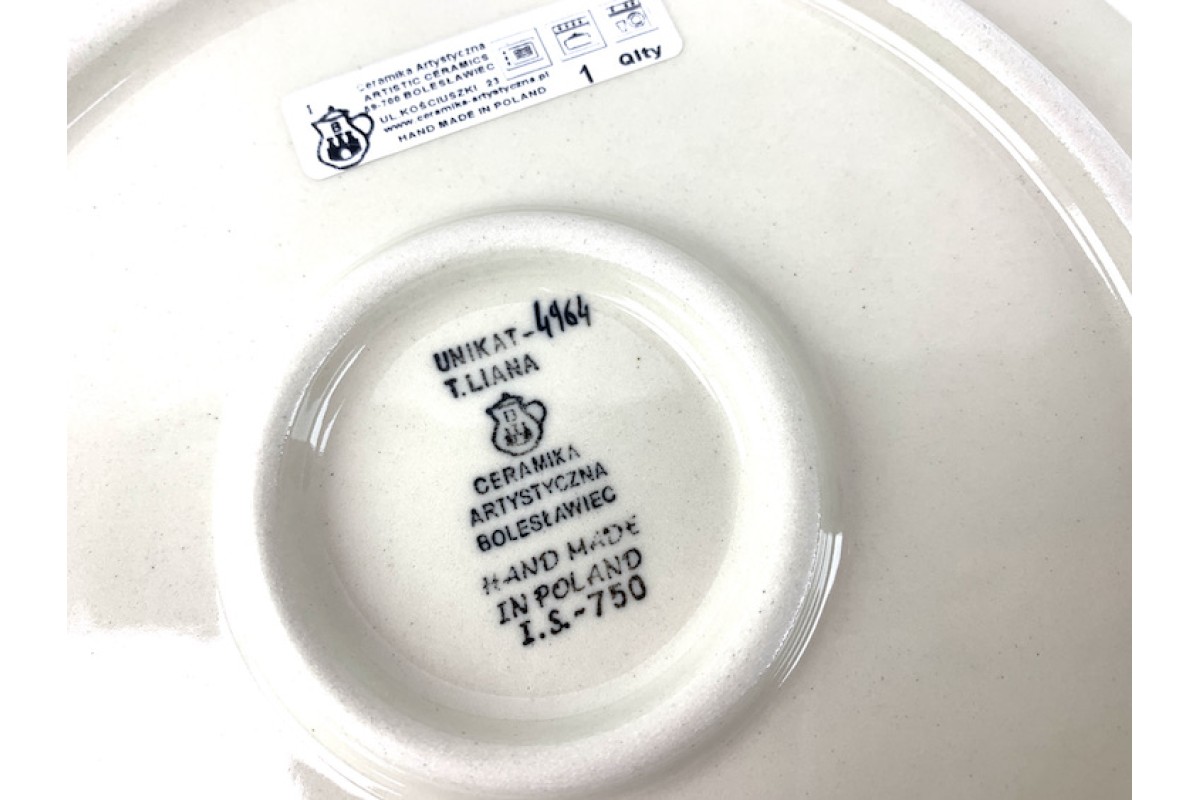 Ceramika Artystyczna
ARTISTIC CERAMICS
59-700 BOLESŁAWIEC
UL KOŚCIUSZKI 23
www.ceramika-artystyczna.pl
HAND MADE IN POLAND
1 Qlty
B
UNIKAT-4964
T.LIANA
CERAMIKA
ARTYSTYCZNA
BOLESŁAWIEC
HAND MADE
IN POLAND
I.S.-750